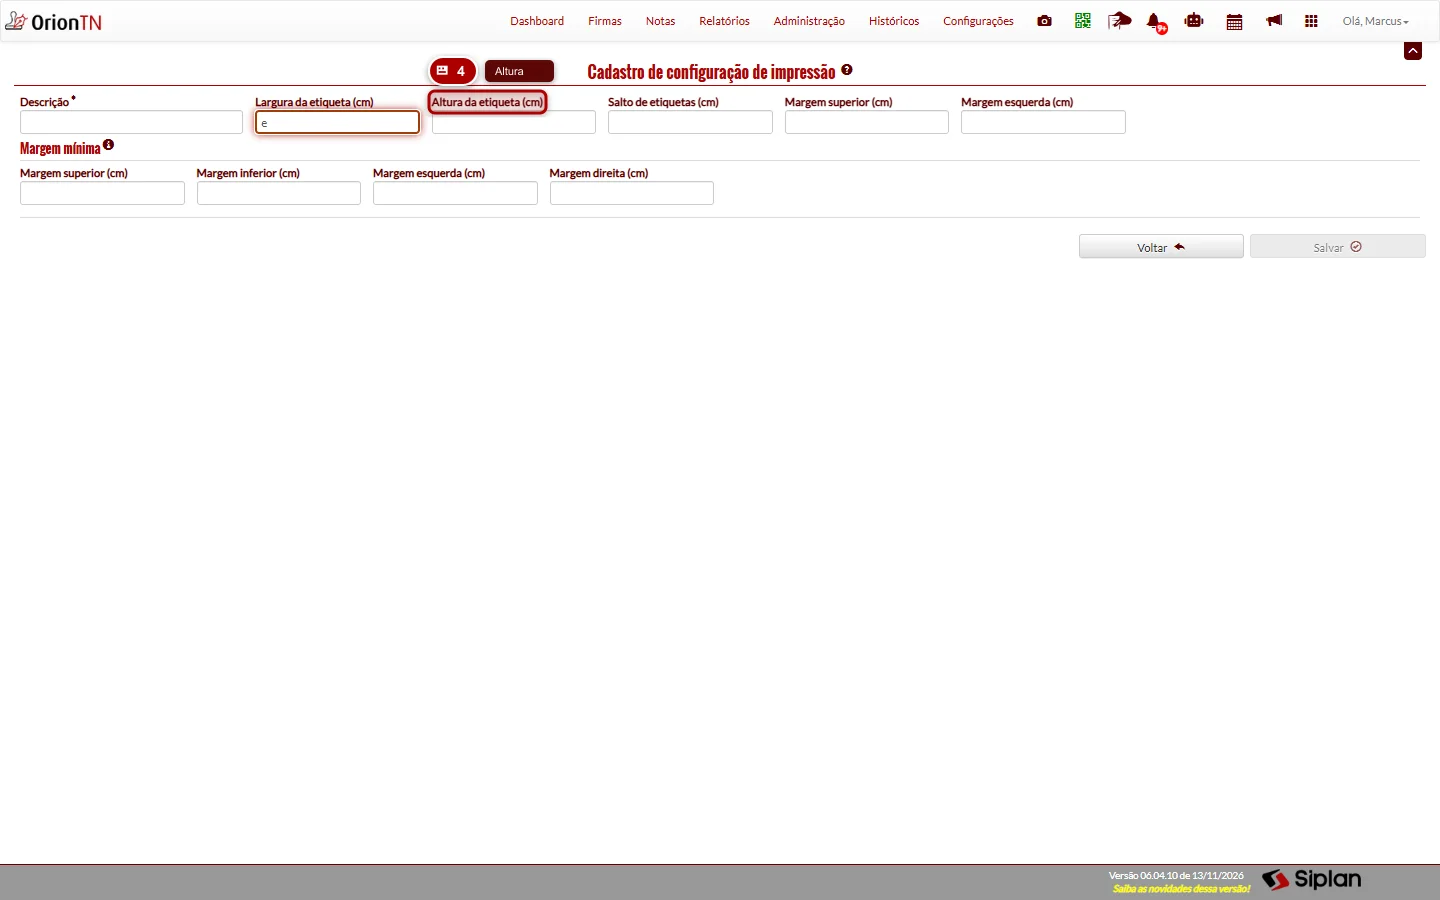 OrionTN
Dashboard Firmas Notas Relatórios Administração Históricos Configurações 9+ Olá, Marcus
4 Altura Cadastro de configuração de impressão
Descrição * Largura da etiqueta (cm) Altura da etiqueta (cm) Salto de etiquetas (cm) Margem superior (cm) Margem esquerda (cm)
e
Margem mínima
Margem superior (cm) Margem inferior (cm) Margem esquerda (cm) Margem direita (cm)
Voltar Salvar
Versão 06.04.10 de 13/11/2026
Saiba as novidades dessa versão!
Siplan